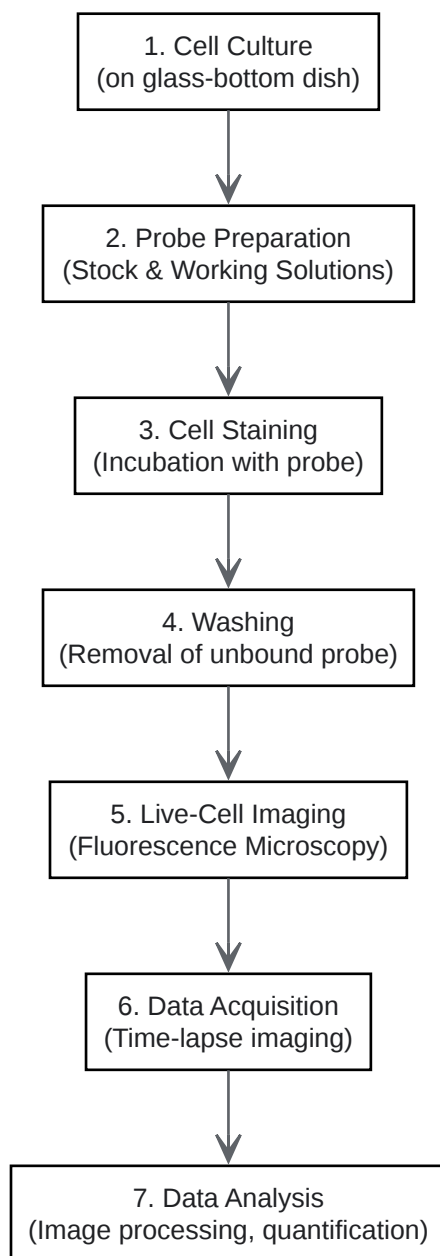 1. Cell Culture
(on glass-bottom dish)
2. Probe Preparation
(Stock & Working Solutions)
3. Cell Staining
(Incubation with probe)
4. Washing
(Removal of unbound probe)
5. Live-Cell Imaging
(Fluorescence Microscopy)
6. Data Acquisition
(Time-lapse imaging)
7. Data Analysis
(Image processing, quantification)